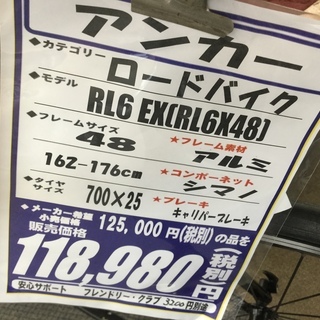 アンカー
◆カテゴリー
ロードバイク
◆モデル
RL6 EX(RL6X48)
◆フレームサイズ
48
162-176cm
★フレーム素材
アルミ
★コンポーネット
シマノ
◆タイヤサイズ
700×25
★ブレーキ
キャリパーブレーキ
◆メーカー希望小売価格 125,000円(税別)の品を
販売価格
118,980円
税別
安心サポート フレンドリー・クラブ 3200円別途